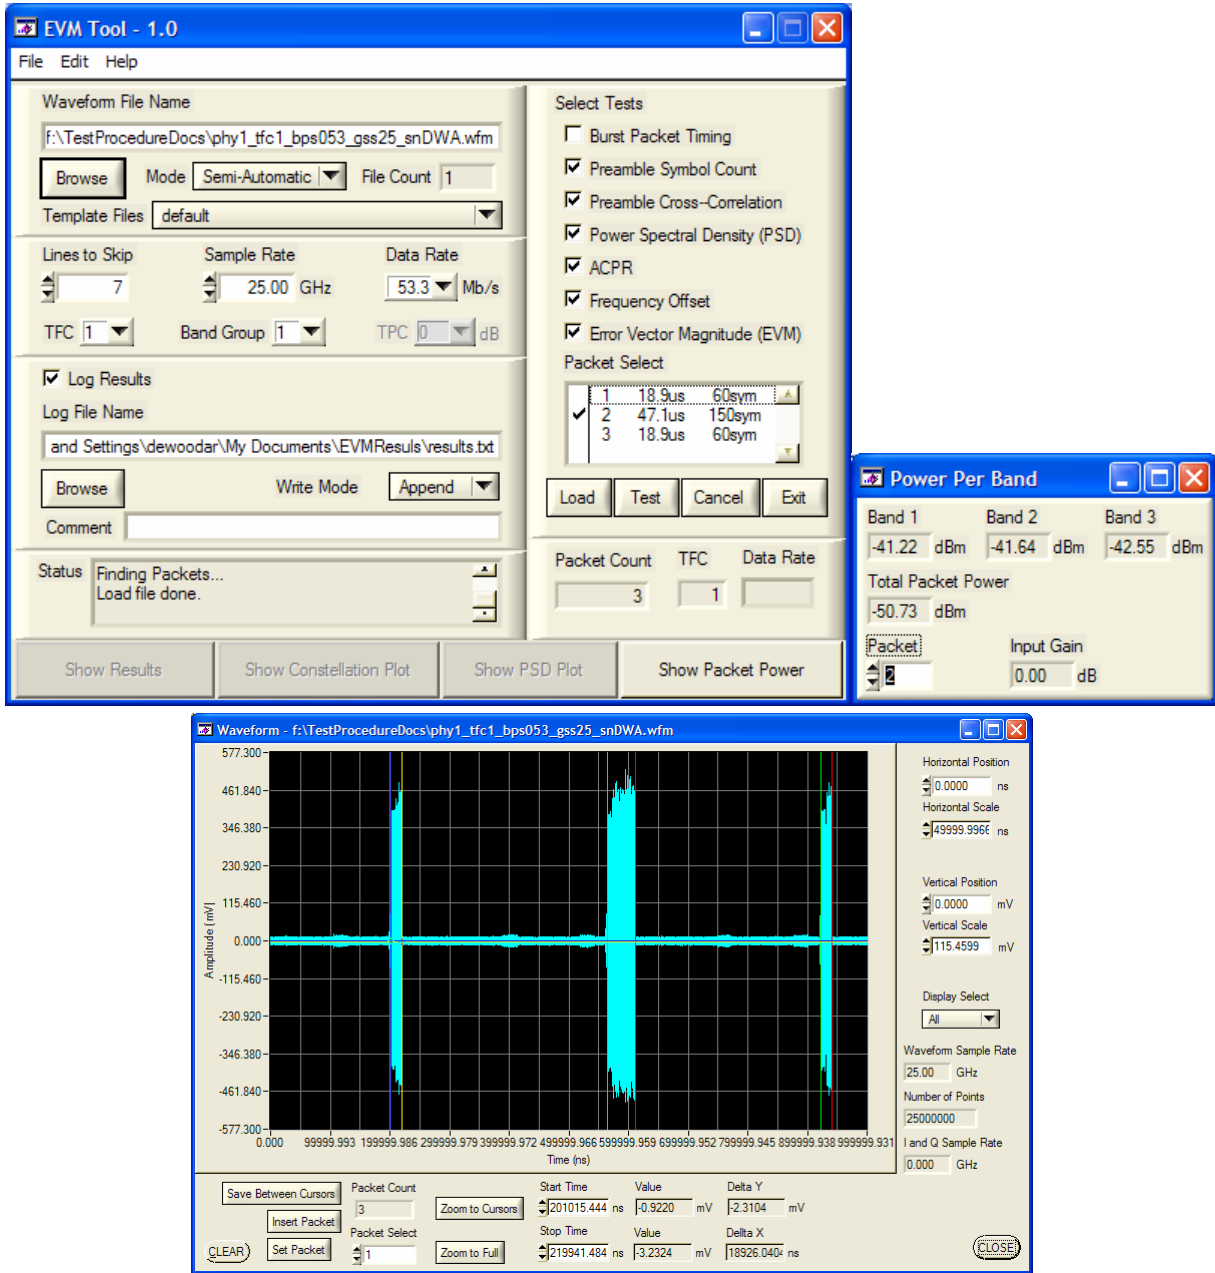 EVM Tool - 1.0
File Edit Help
Waveform File Name
f:\TestProcedureDocs\phy1_tfc1_bps053_gss25_snDWA.wfm
Browse Mode Semi-Automatic File Count 1
Template Files default
Lines to Skip Sample Rate Data Rate
7 25.00 GHz 53.3 Mb/s
TFC 1 Band Group 1 TPC 0 dB
Log Results
Log File Name
and Settings\dewoodar\My Documents\EVMResuls\results.txt
Browse Write Mode Append
Comment
Status Finding Packets...
Load file done.
Select Tests
Burst Packet Timing
Preamble Symbol Count
Preamble Cross--Correlation
Power Spectral Density (PSD)
ACPR
Frequency Offset
Error Vector Magnitude (EVM)
Packet Select
1 18.9us 60sym
2 47.1us 150sym
3 18.9us 60sym
Load Test Cancel Exit
Packet Count TFC Data Rate
3 1
Show Results Show Constellation Plot Show PSD Plot Show Packet Power
Power Per Band
Band 1 Band 2 Band 3
-41.22 dBm -41.64 dBm -42.55 dBm
Total Packet Power
-50.73 dBm
Packet Input Gain
2 0.00 dB
Waveform - f:\TestProcedureDocs\phy1_tfc1_bps053_gss25_snDWA.wfm
577.300
461.840
346.380
230.920
115.460
0.000
-115.460
-230.920
-346.380
-461.840
-577.300
Amplitude (mV)
0.000 99999.993 199999.986 299999.979 399999.972 499999.966 599999.959 699999.952 799999.945 899999.938 999999.931
Time (ns)
Horizontal Position
0.0000 ns
Horizontal Scale
49999.9966 ns
Vertical Position
0.0000 mV
Vertical Scale
115.4599 mV
Display Select
All
Waveform Sample Rate
25.00 GHz
Number of Points
25000000
I and Q Sample Rate
0.000 GHz
Save Between Cursors
Insert Packet
CLEAR Set Packet
Packet Count
3
Packet Select
1
Zoom to Cursors
Zoom to Full
Start Time Value Delta Y
201015.444 ns -0.9220 mV -2.3104 mV
Stop Time Value Dellta X
219941.484 ns -3.2324 mV 18926.0404 ns
CLOSE